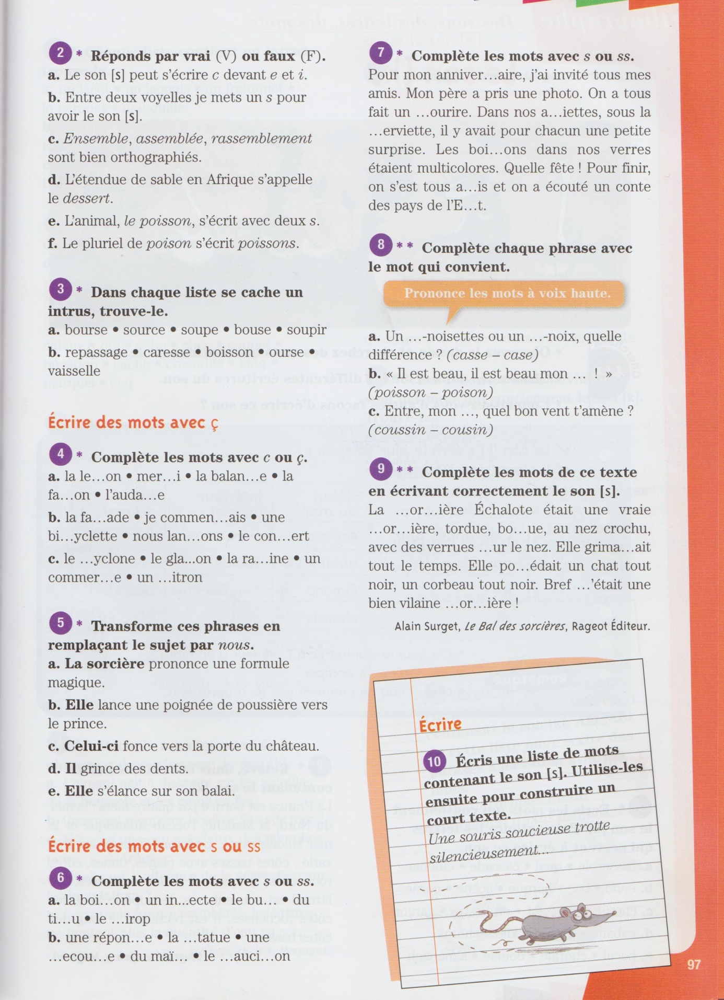 2 * Réponds par vrai (V) ou faux (F).
a. Le son [s] peut s'écrire c devant e et i.
b. Entre deux voyelles je mets un s pour
avoir le son [s].
c. Ensemble, assemblée, rassemblement
sont bien orthographiés.
d. L'étendue de sable en Afrique s'appelle
le dessert.
e. L'animal, le poisson, s'écrit avec deux s.
f. Le pluriel de poison s'écrit poissons.
3 * Dans chaque liste se cache un
intrus, trouve-le.
a. bourse • source • soupe • bouse • soupir
b. repassage • caresse • boisson • ourse •
vaisselle
Écrire des mots avec ç
4 * Complète les mots avec c ou ç.
a. la le…on • mer…i • la balan…e • la
fa…on • l'auda…e
b. la fa…ade • je commen…ais • une
bi…yclette • nous lan…ons • le con…ert
c. le …yclone • le gla...on • la ra…ine • un
commer…e • un …itron
5 * Transforme ces phrases en
remplaçant le sujet par nous.
a. La sorcière prononce une formule
magique.
b. Elle lance une poignée de poussière vers
le prince.
c. Celui-ci fonce vers la porte du château.
d. Il grince des dents.
e. Elle s'élance sur son balai.
Écrire des mots avec s ou ss
6 * Complète les mots avec s ou ss.
a. la boi…on • un in...ecte • le bu… • du
ti…u • le …irop
b. une répon…e • la …tatue • une
…ecou…e • du maï… • le …auci…on
7 * Complète les mots avec s ou ss.
Pour mon anniver…aire, j'ai invité tous mes
amis. Mon père a pris une photo. On a tous
fait un …ourire. Dans nos a…iettes, sous la
…erviette, il y avait pour chacun une petite
surprise. Les boi…ons dans nos verres
étaient multicolores. Quelle fête ! Pour finir,
on s'est tous a…is et on a écouté un conte
des pays de l'E…t.
8 * * Complète chaque phrase avec
le mot qui convient.
Prononce les mots à voix haute.
a. Un …-noisettes ou un …-noix, quelle
différence ? (casse – case)
b. « Il est beau, il est beau mon … ! »
(poisson – poison)
c. Entre, mon …, quel bon vent t'amène ?
(coussin – cousin)
9 * * Complète les mots de ce texte
en écrivant correctement le son [s].
La …or…ière Échalote était une vraie
…or…ière, tordue, bo…ue, au nez crochu,
avec des verrues …ur le nez. Elle grima…ait
tout le temps. Elle po…édait un chat tout
noir, un corbeau tout noir. Bref …'était une
bien vilaine …or…ière !
Alain Surget, Le Bal des sorcières, Rageot Éditeur.
Écrire
10 Écris une liste de mots
contenant le son [s]. Utilise-les
ensuite pour construire un
court texte.
Une souris soucieuse trotte
silencieusement...
97